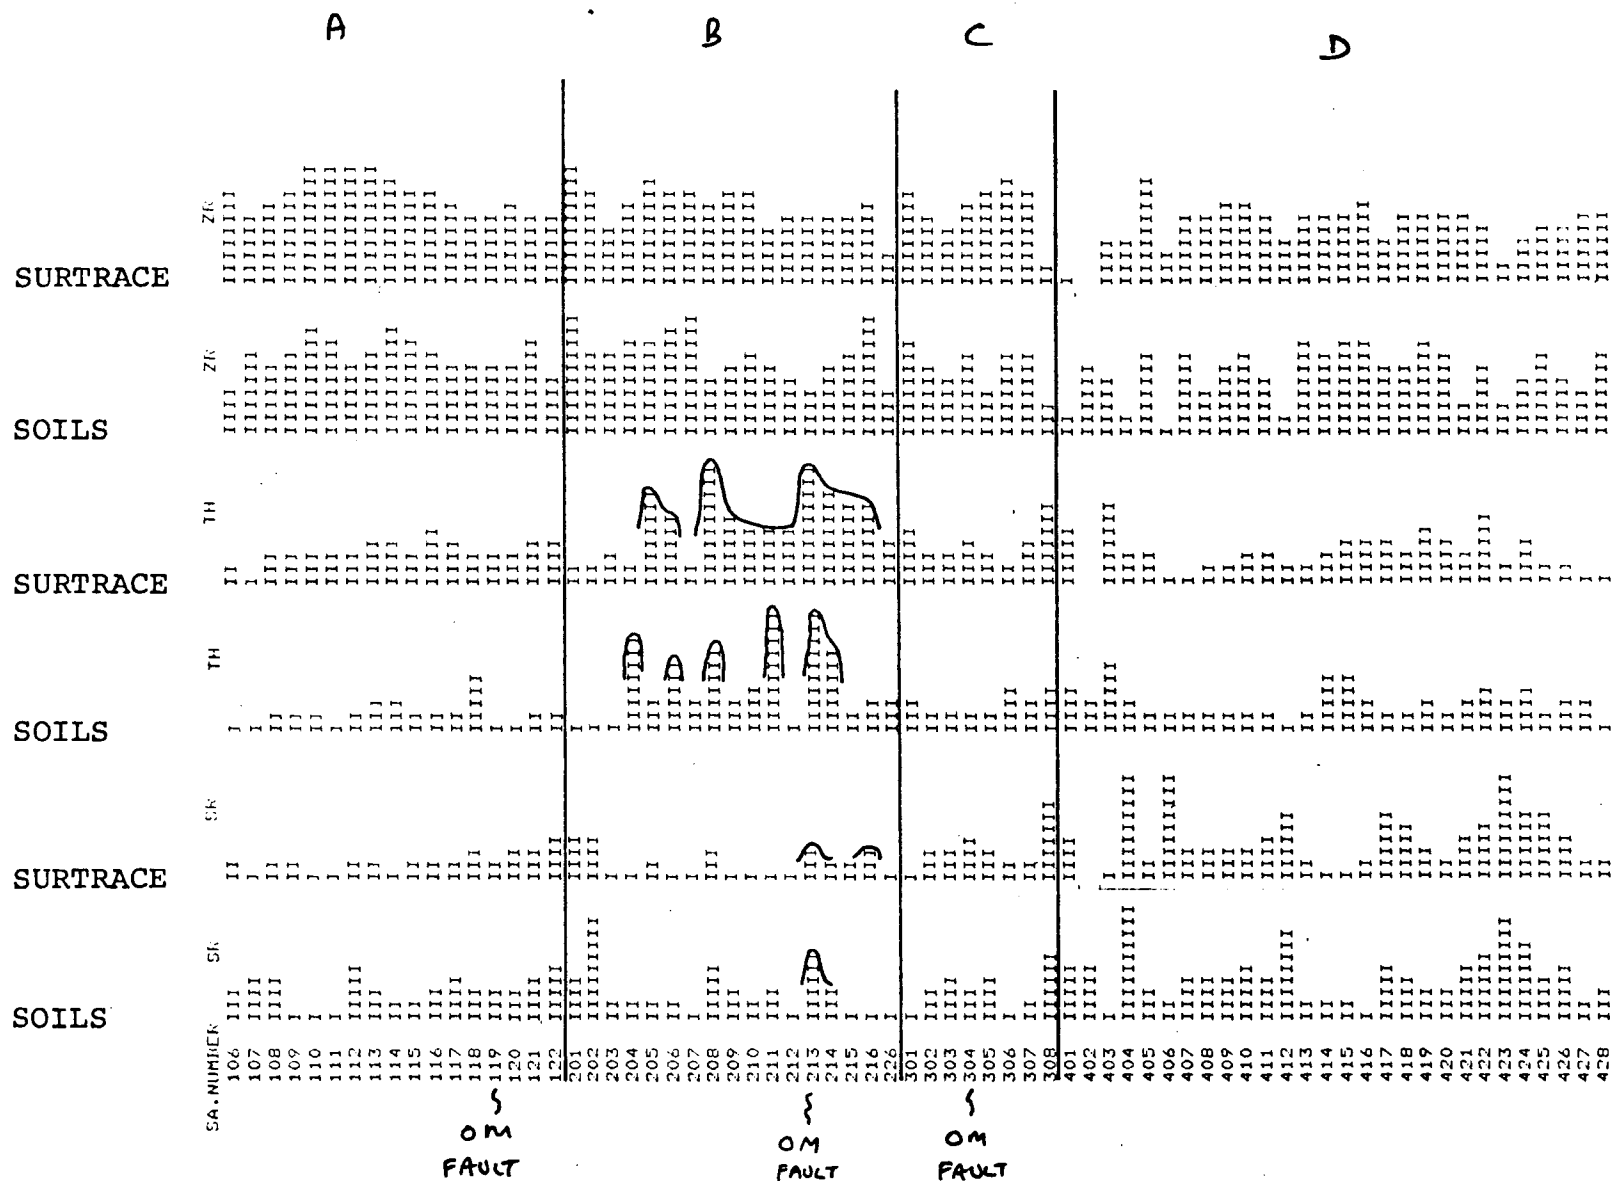 A B C D
ZR
SURTRACE
ZR
SOILS
TH
SURTRACE
TH
SOILS
SR
SURTRACE
SR
SOILS
SA.NUMBER 106 107 108 109 110 111 112 113 114 115 116 117 118 119 120 121 122 201 202 203 204 205 206 207 208 209 210 211 212 213 214 215 216 226 301 302 303 304 305 306 307 308 401 402 403 404 405 406 407 408 409 410 411 412 413 414 415 416 417 418 419 420 421 422 423 424 425 426 427 428
OM OM OM
FAULT FAULT FAULT